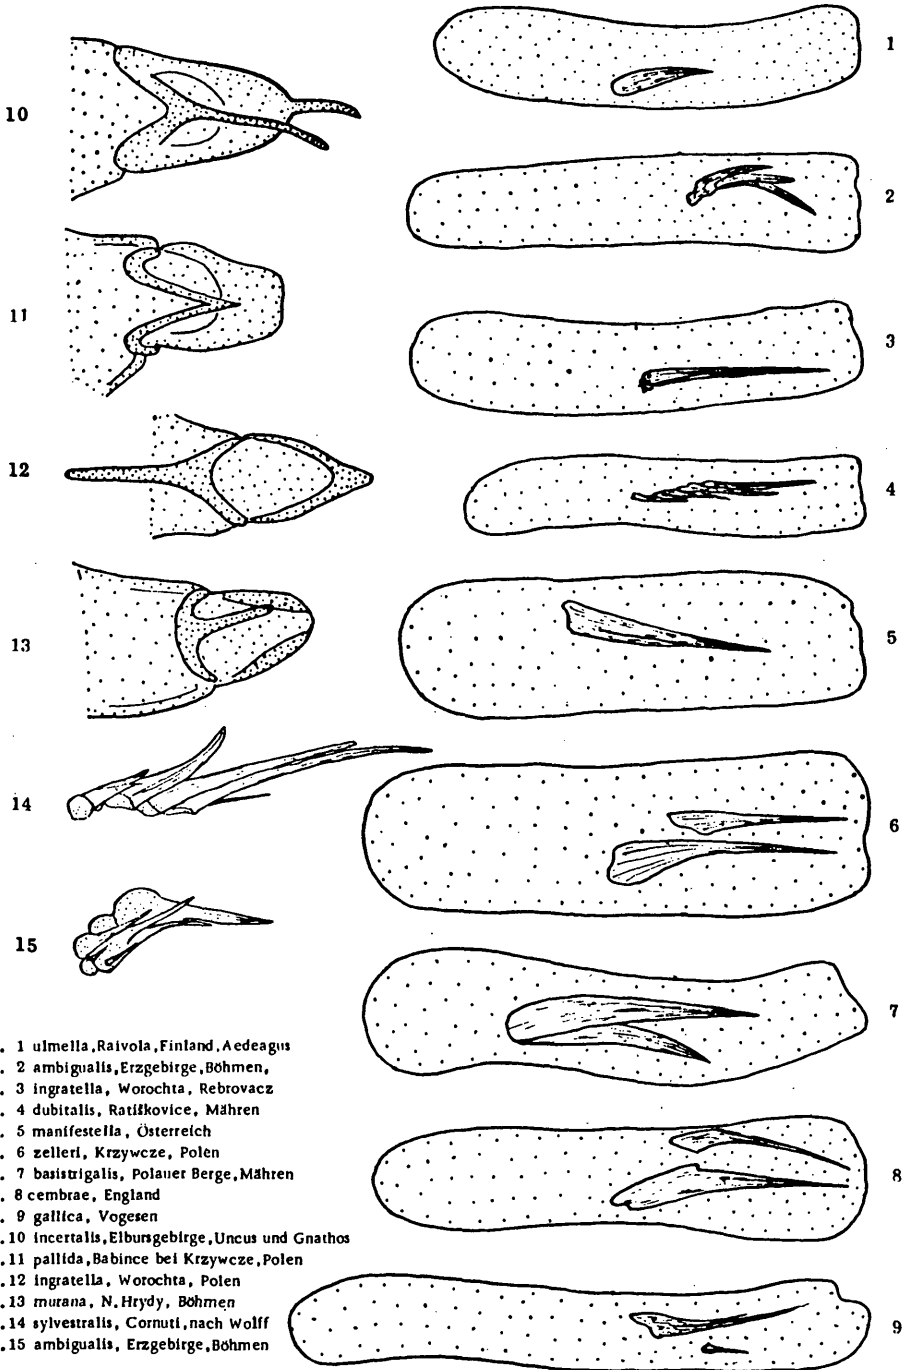 1
10
2
11
3
12
4
13
5
14
6
15
7
8
9
. 1 ulmella, Raivola, Finland, Aedeagus
. 2 ambigualis, Erzgebirge, Böhmen,
. 3 ingratella, Worochta, Rebrovacz
. 4 dubitalis, Ratiškovice, Mähren
. 5 manifestella, Österreich
. 6 zelleri, Krzywcze, Polen
. 7 basistrigalis, Polauer Berge, Mähren
. 8 cembrae, England
. 9 gallica, Vogesen
.10 incertalis, Elbursgebirge, Uncus und Gnathos
.11 pallida, Babince bei Krzywcze, Polen
.12 ingratella, Worochta, Polen
.13 murana, N. Hrydy, Böhmen
.14 sylvestralis, Cornuti, nach Wolff
.15 ambigualis, Erzgebirge, Böhmen